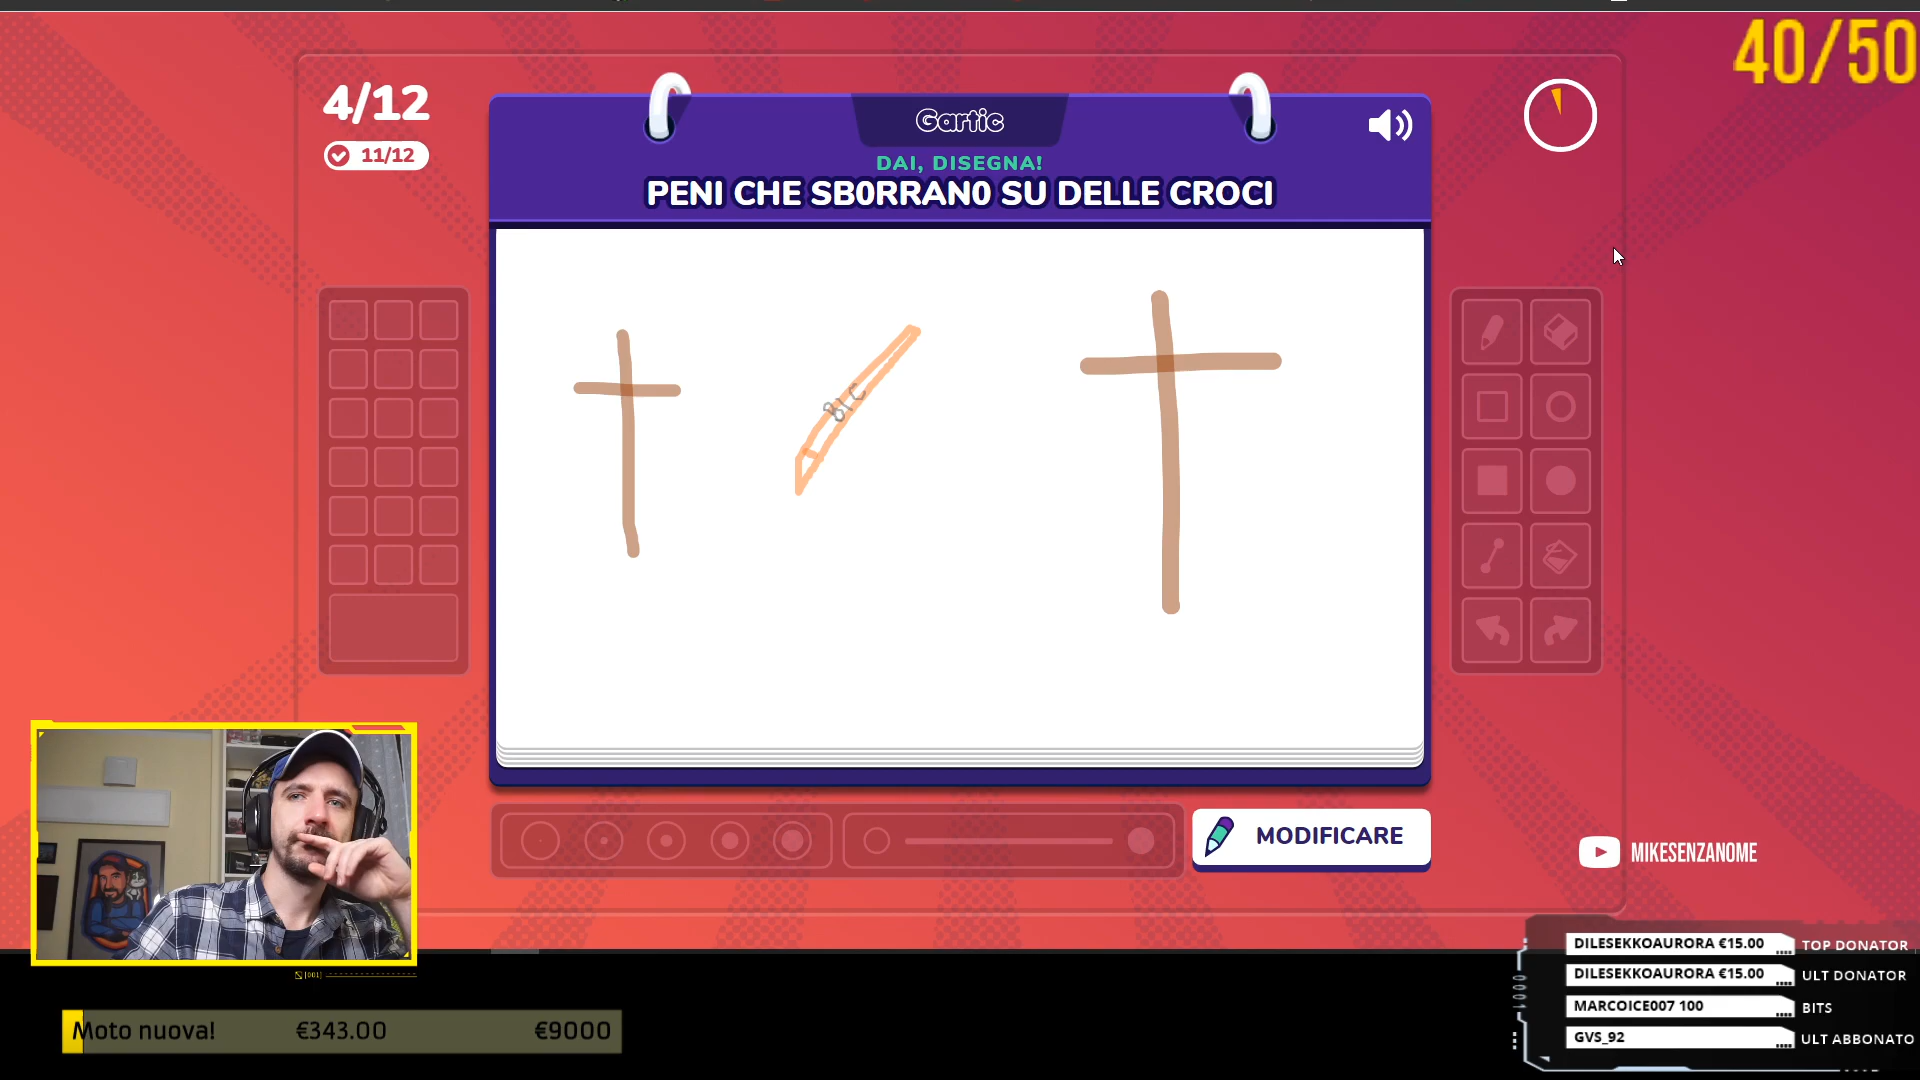 40/50
4/12
11/12
Gartic
DAI, DISEGNA!
PENI CHE SB0RRAN0 SU DELLE CROCI
BIC
MODIFICARE
MIKESENZANOME
DILESEKKOAURORA €15.00 TOP DONATOR
DILESEKKOAURORA €15.00 ULT DONATOR
MARCOICE007 100 BITS
GVS_92 ULT ABBONATO
Moto nuova! €343.00 €9000